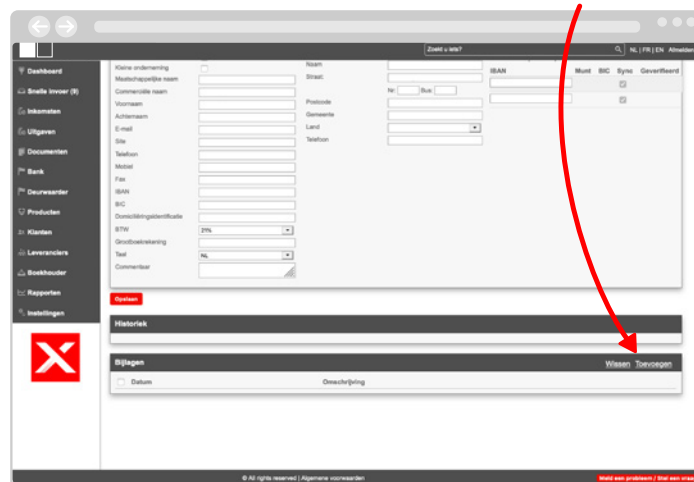 Zoekt u iets?
NL | FR | EN Afmelden
Dashboard
Snelle invoer (9)
Inkomsten
Uitgaven
Documenten
Bank
Deurwaarder
Producten
Klanten
Leveranciers
Boekhouder
Rapporten
Instellingen
Kleine onderneming
Maatschappelijke naam
Commerciële naam
Voornaam
Achternaam
E-mail
Site
Telefoon
Mobiel
Fax
IBAN
BIC
Domiciliëringsidentificatie
BTW 21%
Grootboekrekening
Taal NL
Commentaar
Naam
Straat
Nr. Bus
Postcode
Gemeente
Land
Telefoon
IBAN Munt BIC Sync Geverifieerd
Opslaan
Historiek
Bijlagen Wissen Toevoegen
Datum Omschrijving
© All rights reserved | Algemene voorwaarden
Meld een probleem / Stel een vraag